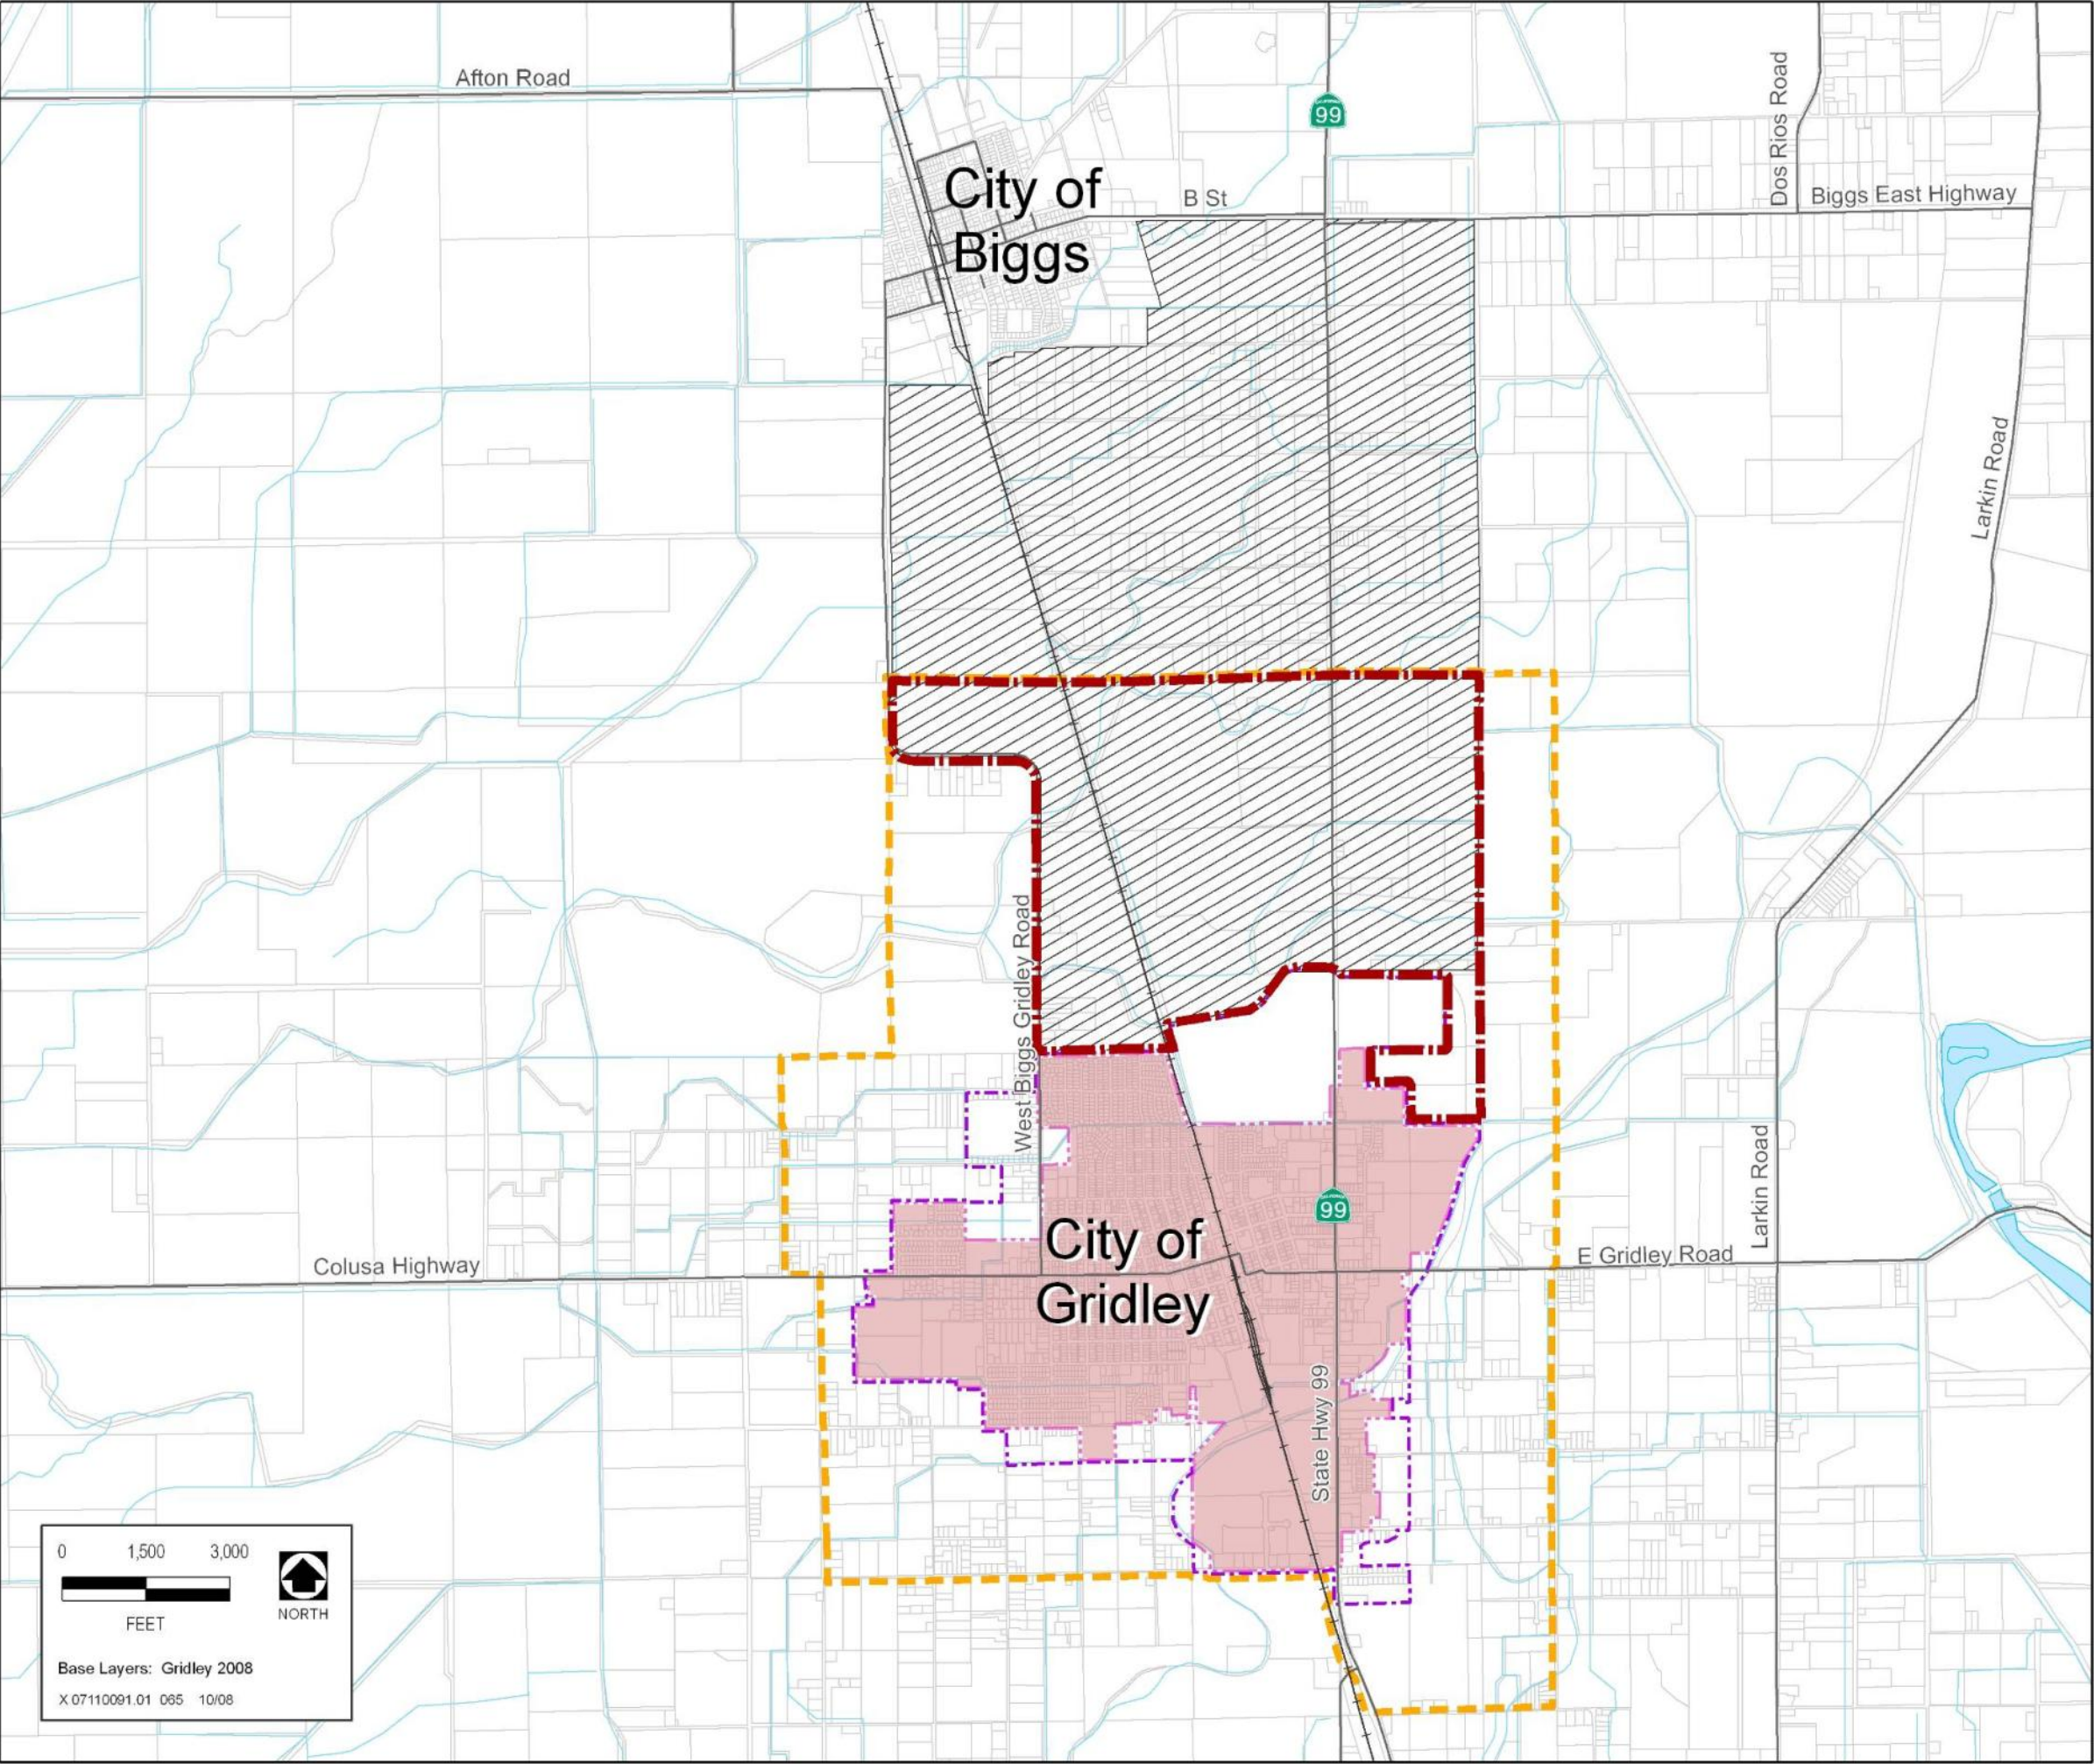 Afton Road
99
Dos Rios Road
City of
Biggs
B St
Biggs East Highway
Larkin Road
West Biggs Gridley Road
Larkin Road
99
City of
Gridley
Colusa Highway
E Gridley Road
State Hwy 99
0 1,500 3,000
FEET
NORTH
Base Layers: Gridley 2008
X 07110091.01 065 10/08